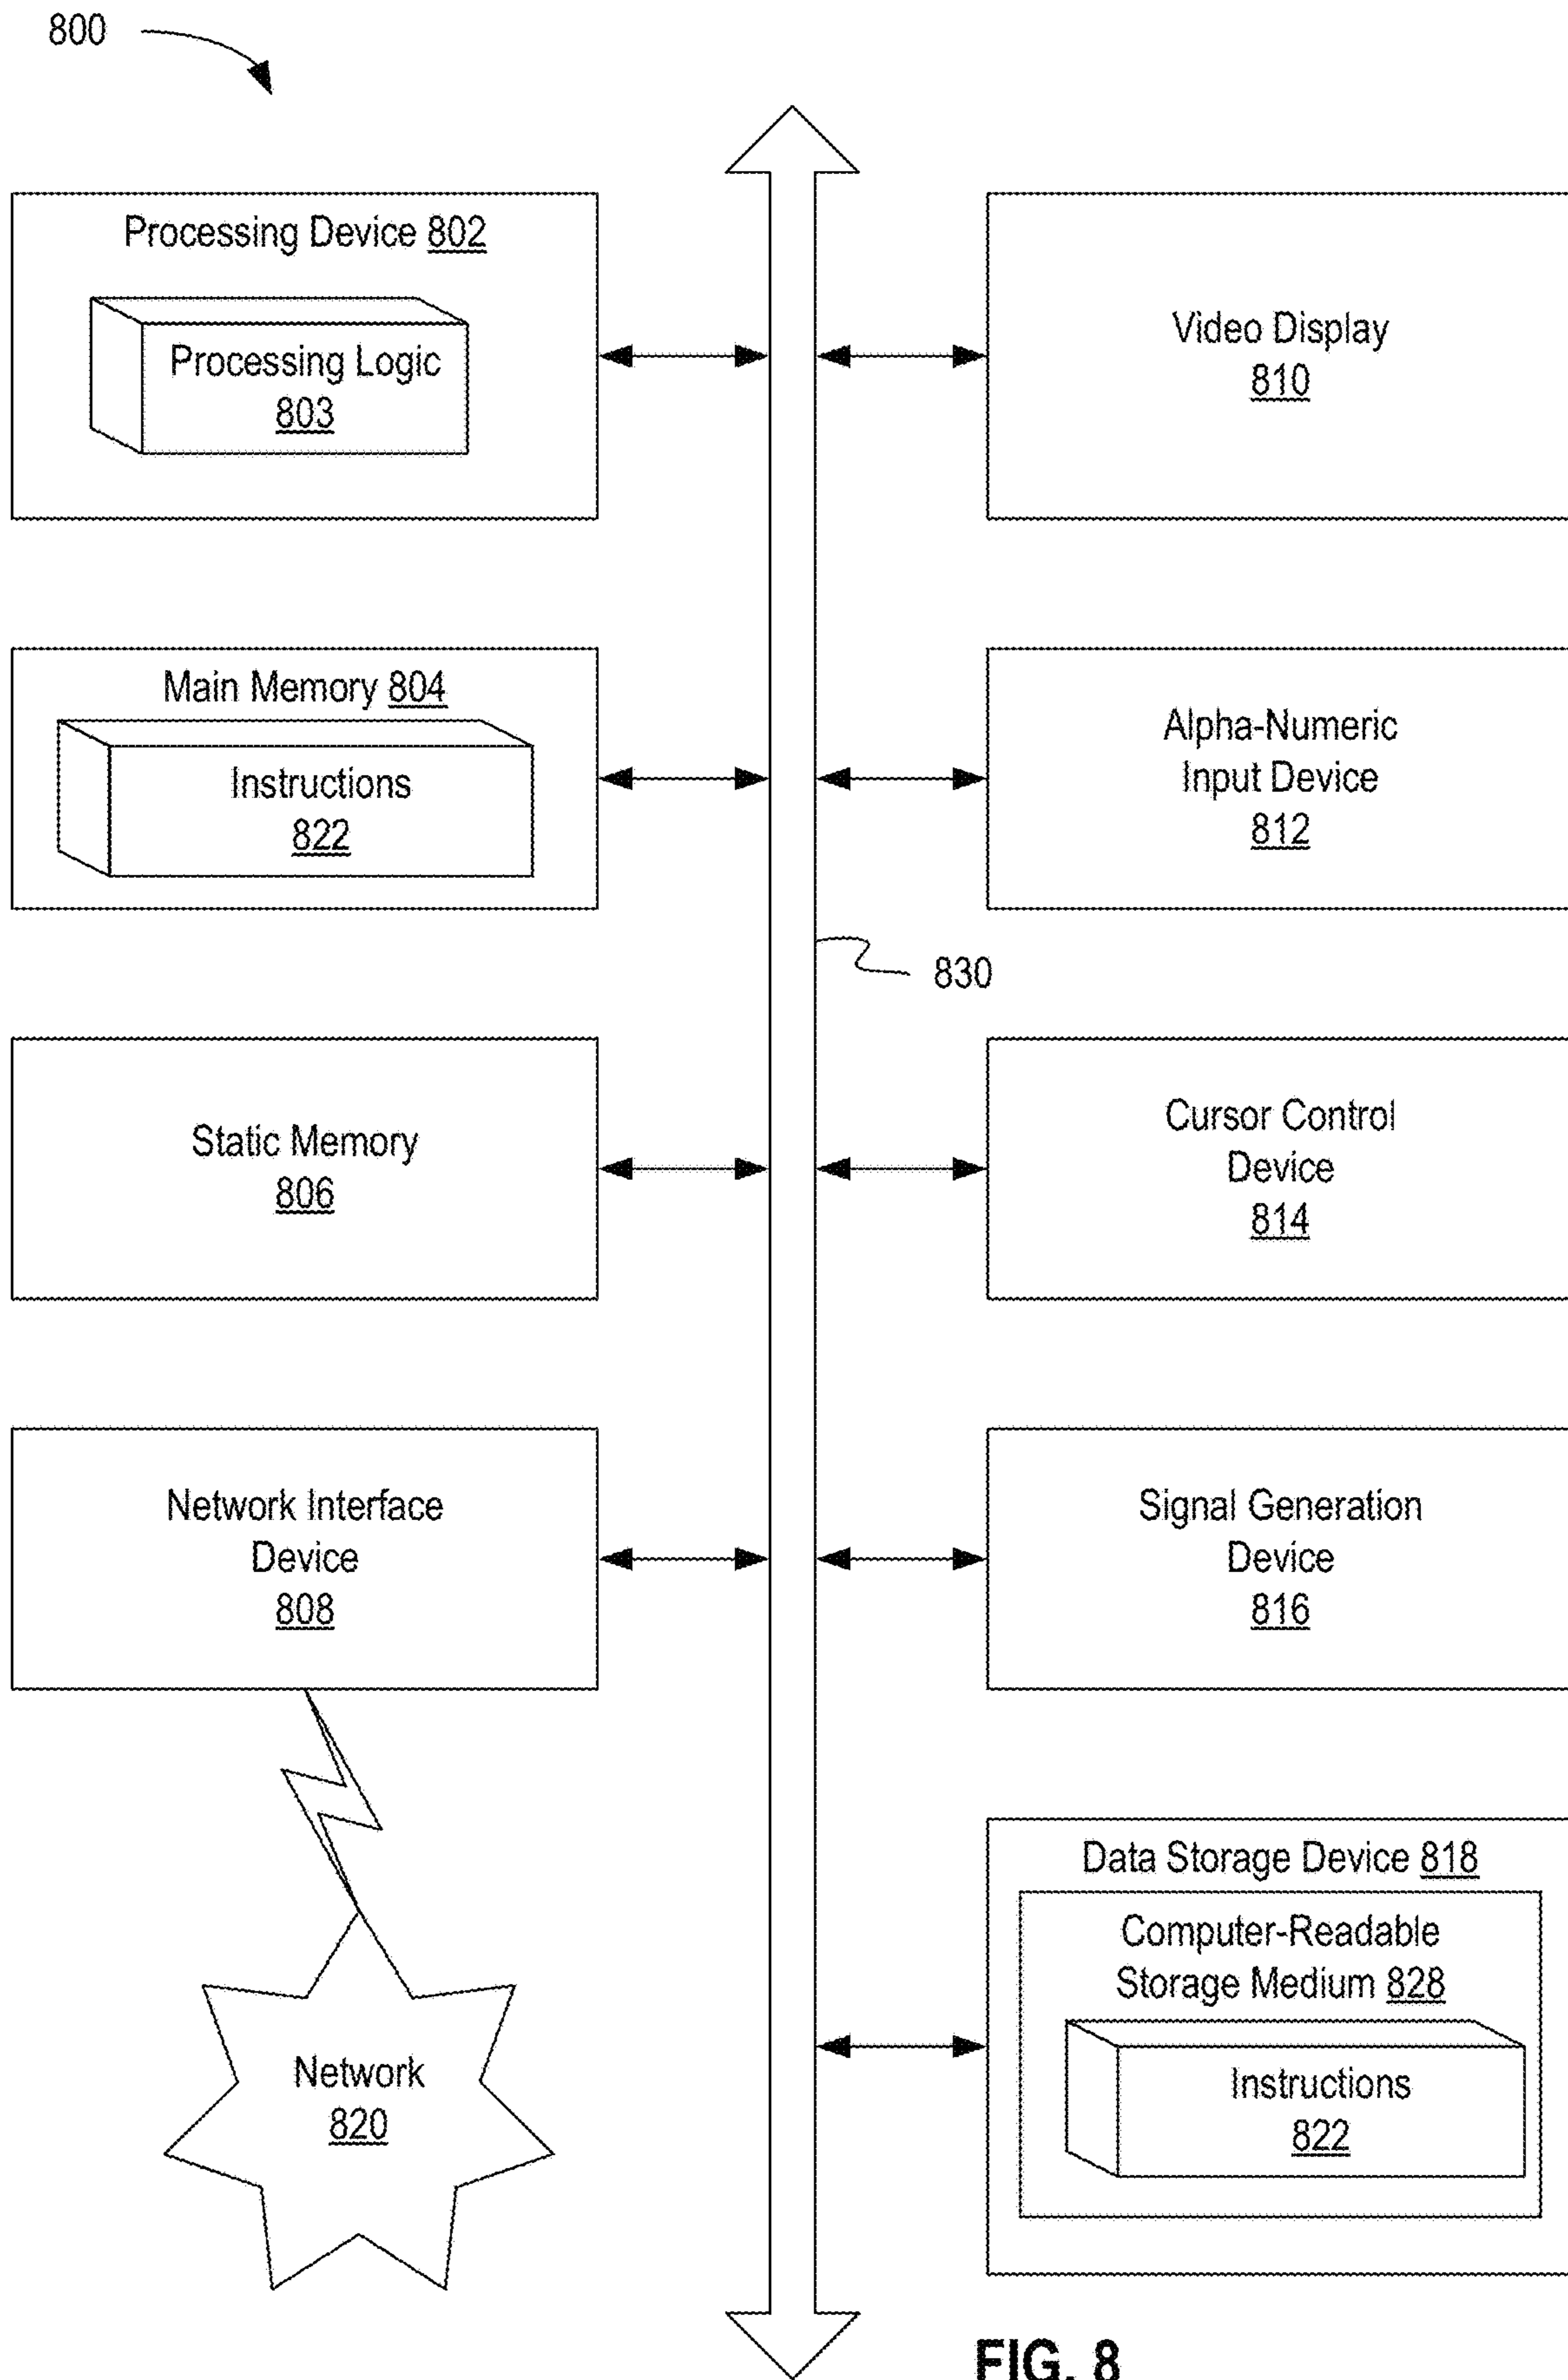 800
Processing Device 802
Processing Logic
803
Video Display
810
Main Memory 804
Instructions
822
Alpha-Numeric
Input Device
812
830
Static Memory
806
Cursor Control
Device
814
Network Interface
Device
808
Signal Generation
Device
816
Data Storage Device 818
Computer-Readable
Storage Medium 828
Instructions
822
Network
820
FIG. 8